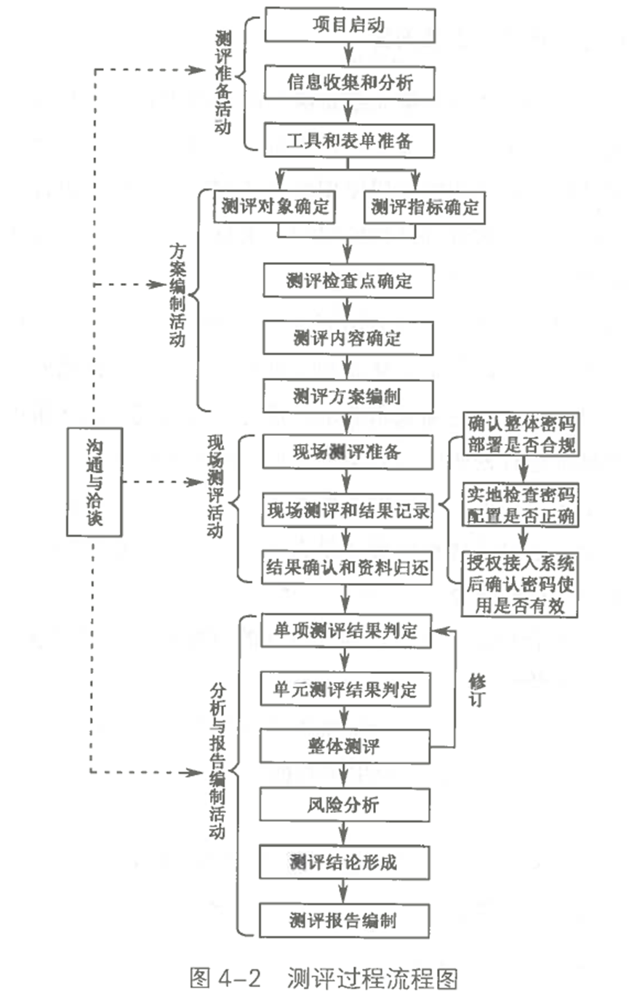 项目启动
测评准备活动
信息收集和分析
工具和表单准备
测评对象确定
测评指标确定
方案编制活动
测评检查点确定
测评内容确定
测评方案编制
沟通与洽谈
现场测评活动
现场测评准备
现场测评和结果记录
结果确认和资料归还
确认整体密码
部署是否合规
实地检查密码
配置是否正确
授权接入系统
后确认密码使
用是否有效
分析与报告编制活动
单项测评结果判定
单元测评结果判定
修订
整体测评
风险分析
测评结论形成
测评报告编制
图 4-2 测评过程流程图